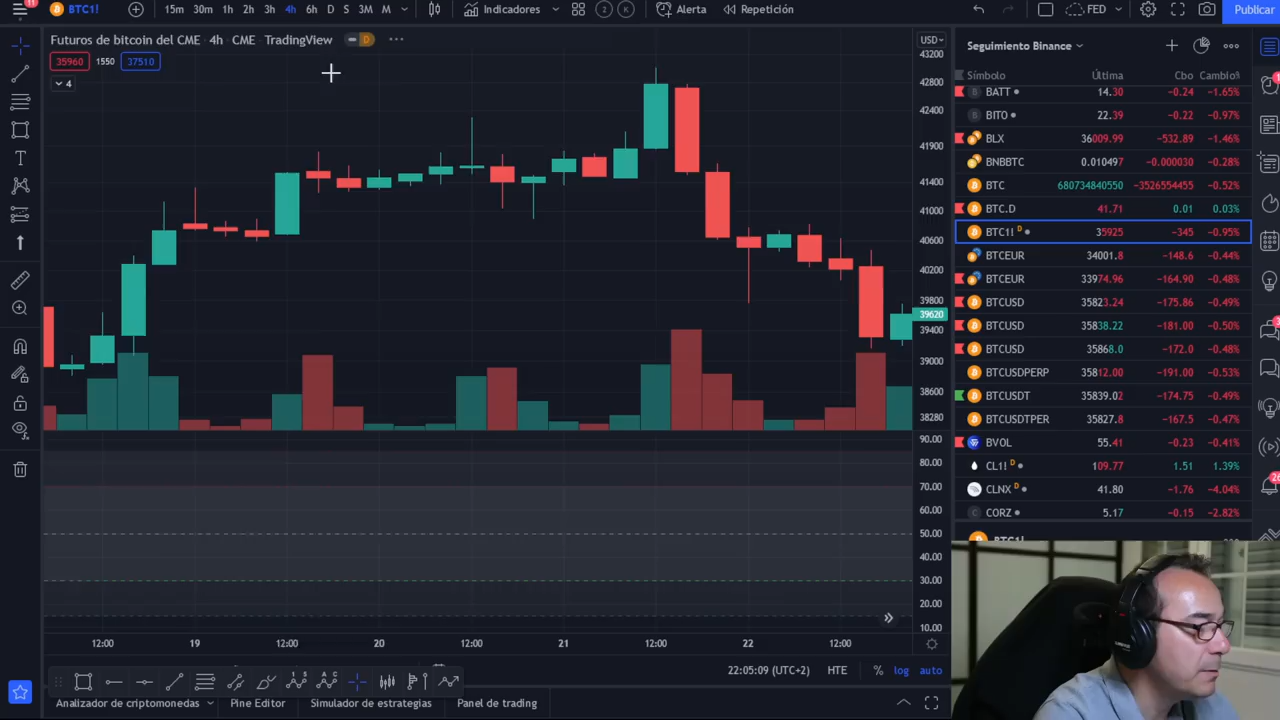 11 BTC1! 15m 30m 1h 2h 3h 4h 6h D S 3M M Indicadores 2 K Alerta Repetición FED Publicar
Futuros de bitcoin del CME · 4h · CME TradingView D ···
35960 1550 37510
4
USD
43200
42800
42400
41900
41400
41000
40600
40200
39800
39620
39400
39000
38600
38280
90.00
80.00
70.00
60.00
50.00
40.00
30.00
20.00
10.00
12:00 19 12:00 20 12:00 21 12:00 22 12:00
22:05:09 (UTC+2) HTE % log auto
Analizador de criptomonedas Pine Editor Simulador de estrategias Panel de trading
Seguimiento Binance
Símbolo Última Cbo Cambio%
BATT 14.30 −0.24 −1.65%
BITO 22.39 −0.22 −0.97%
BLX 36009.99 −532.89 −1.46%
BNBBTC 0.010497 −0.000030 −0.28%
BTC 680734840550 −3526554455 −0.52%
BTC.D 41.71 0.01 0.03%
BTC1! D 35925 −345 −0.95%
BTCEUR 34001.8 −148.6 −0.44%
BTCEUR 33974.96 −164.90 −0.48%
BTCUSD 35823.24 −175.86 −0.49%
BTCUSD 35838.22 −181.00 −0.50%
BTCUSD 35868.0 −172.0 −0.48%
BTCUSDPERP 35812.00 −191.00 −0.53%
BTCUSDT 35839.02 −174.75 −0.49%
BTCUSDTPER 35827.8 −167.5 −0.47%
BVOL 55.41 −0.23 −0.41%
CL1! D 109.77 1.51 1.39%
CLNX D 41.80 −1.76 −4.04%
CORZ 5.17 −0.15 −2.82%
BTC1!